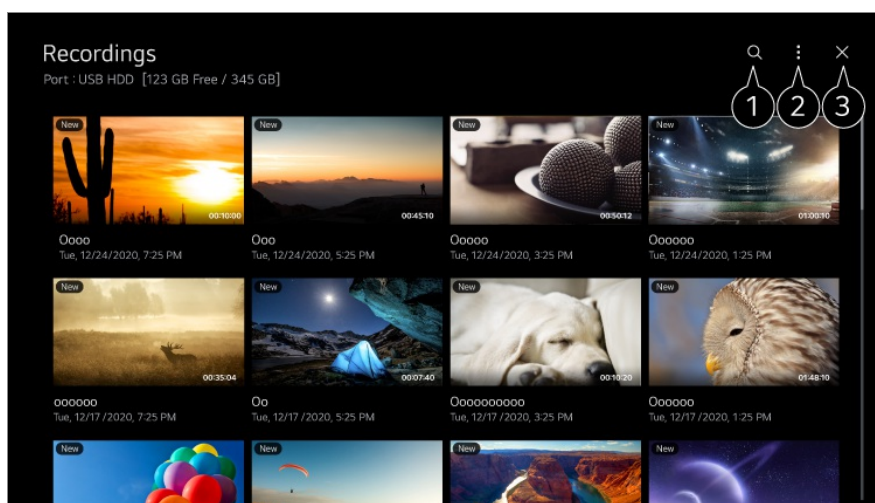 Recordings
Port : USB HDD [123 GB Free / 345 GB]
1 2 3
New New New New
00:10:00 00:45:10 00:50:12 01:00:10
Oooo Ooo Ooooo Oooooo
Tue, 12/24/2020, 7:25 PM Tue, 12/24/2020, 5:25 PM Tue, 12/24/2020, 3:25 PM Tue, 12/24/2020, 1:25 PM
New New New New
00:35:04 00:07:40 00:10:20 01:48:10
oooooo Oo Oooooooooo Oooooo
Tue, 12/17 /2020, 7:25 PM Tue, 12/17 /2020, 5:25 PM Tue, 12/17 /2020, 3:25 PM Tue, 12/17 /2020, 1:25 PM
New New New New